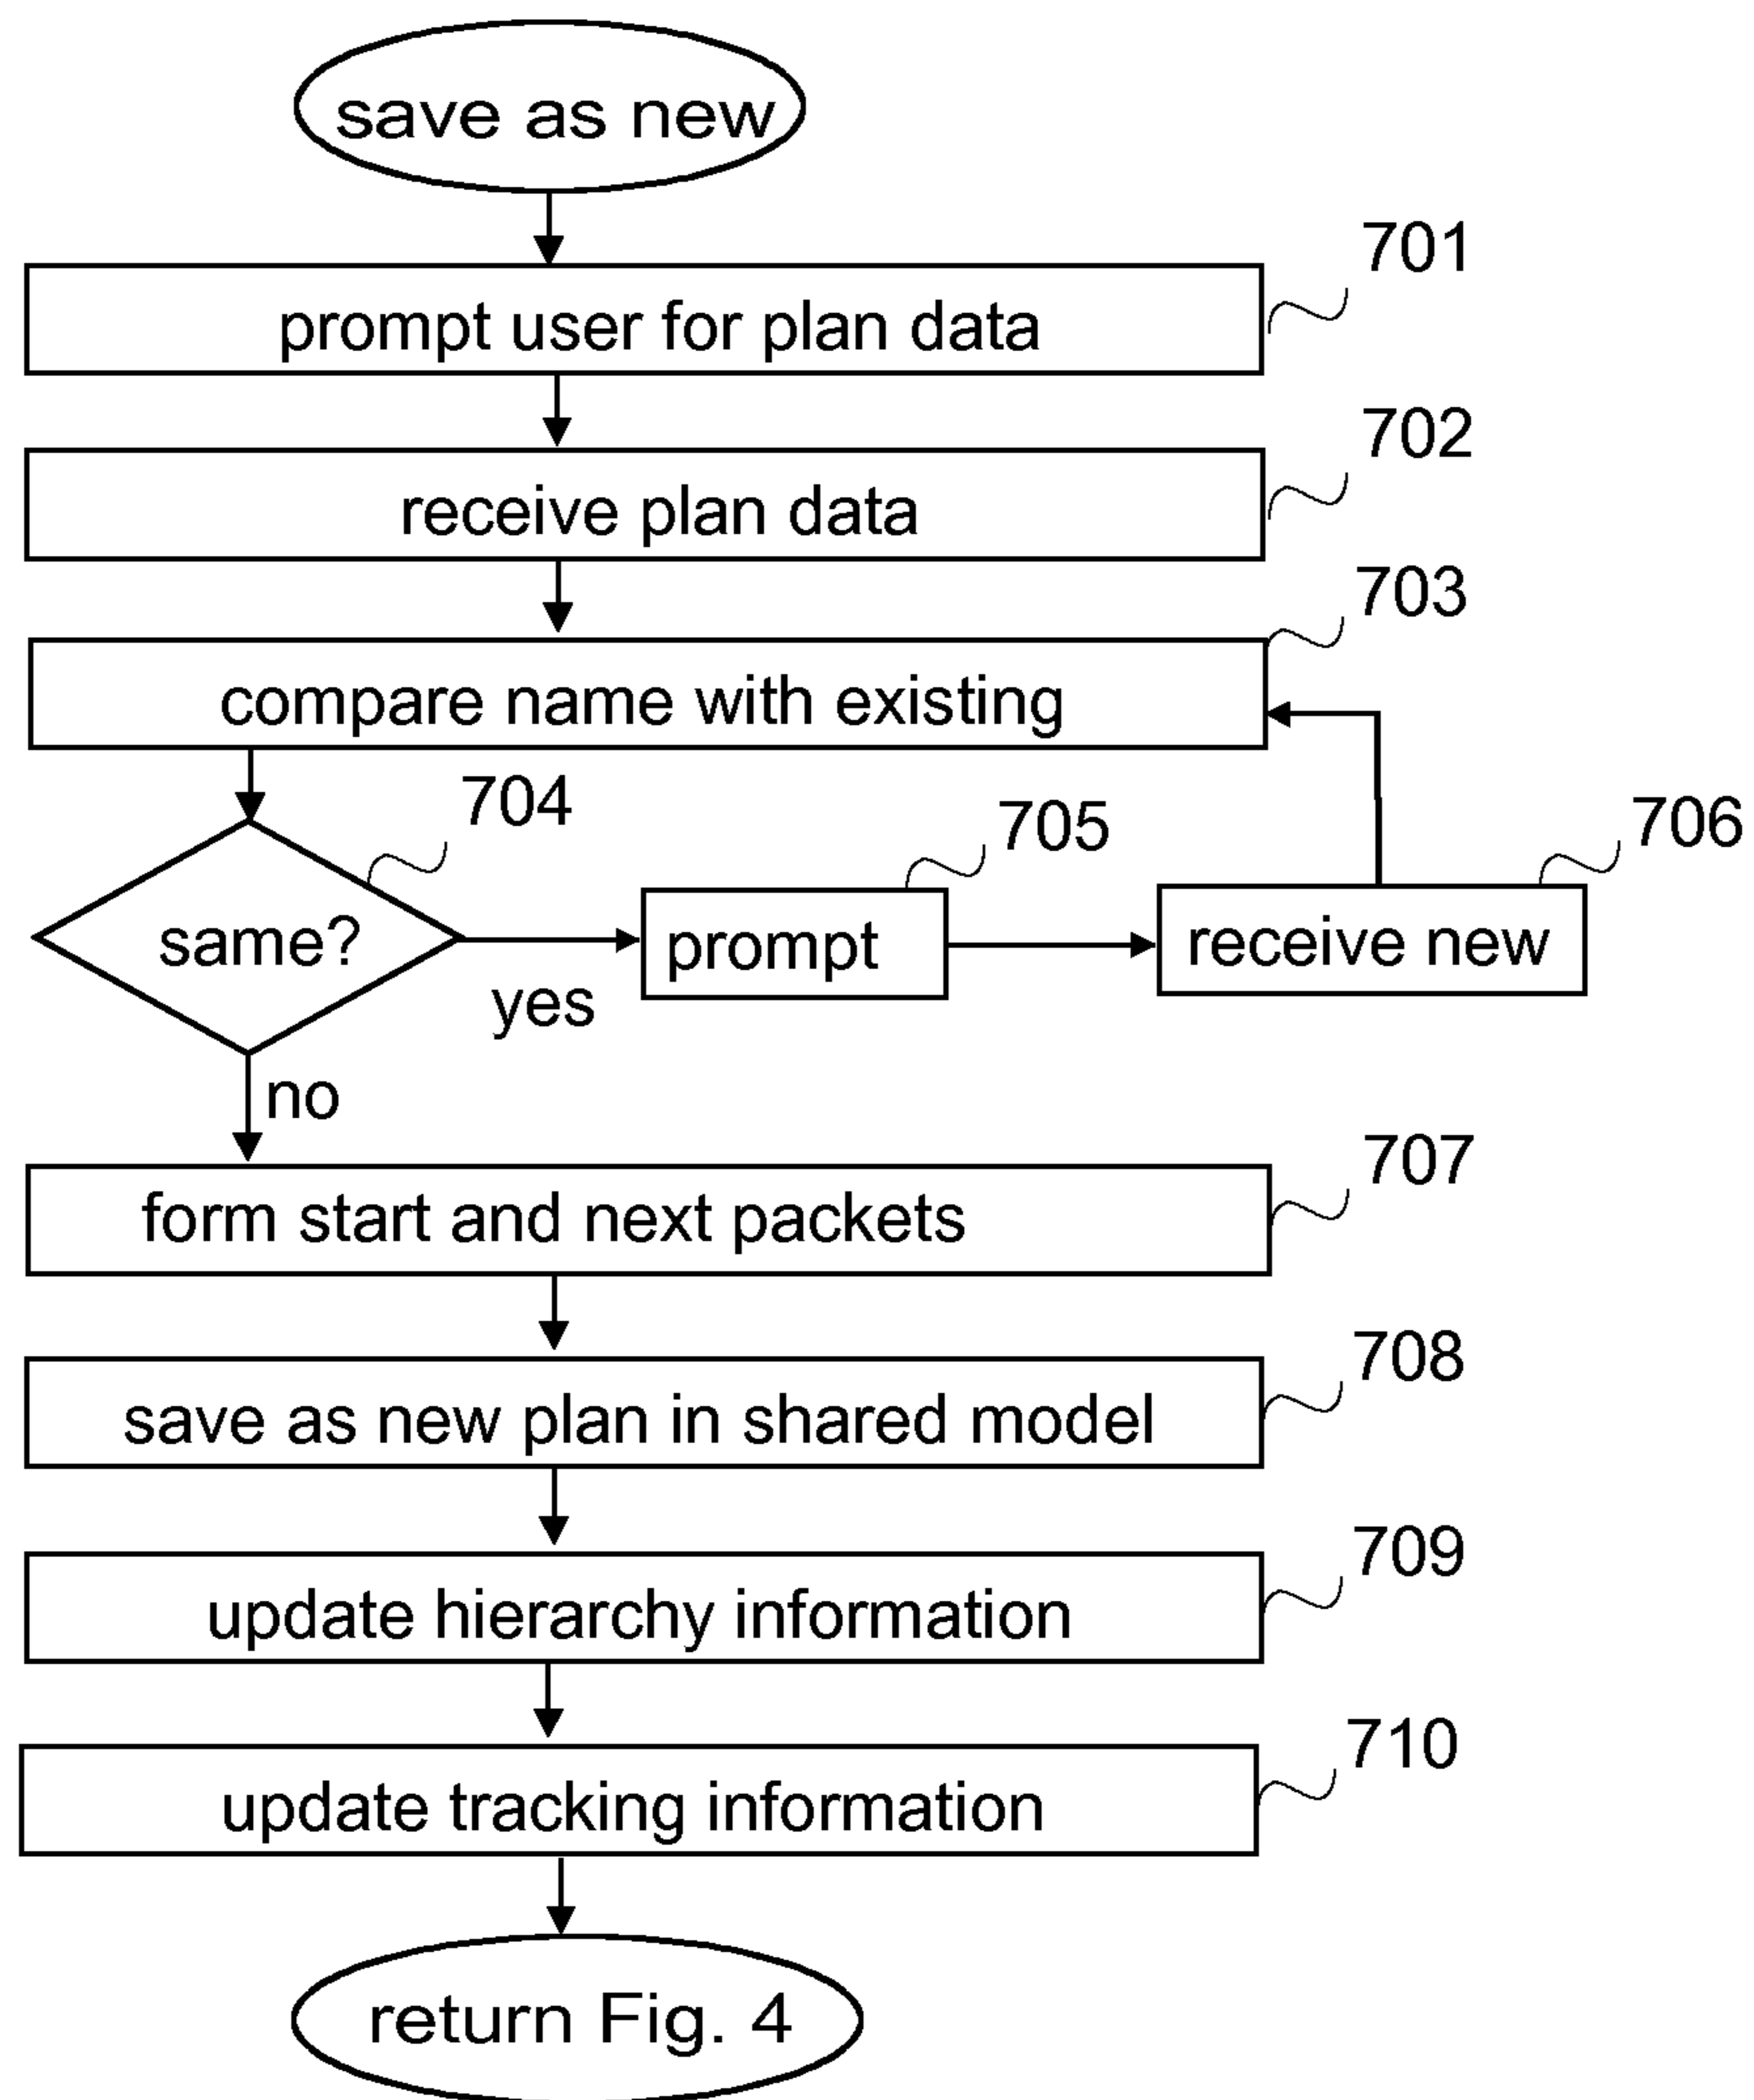 save as new
701
prompt user for plan data
702
receive plan data
703
compare name with existing
704
705
706
same?
prompt
receive new
yes
no
707
form start and next packets
708
save as new plan in shared model
709
update hierarchy information
710
update tracking information
return Fig. 4